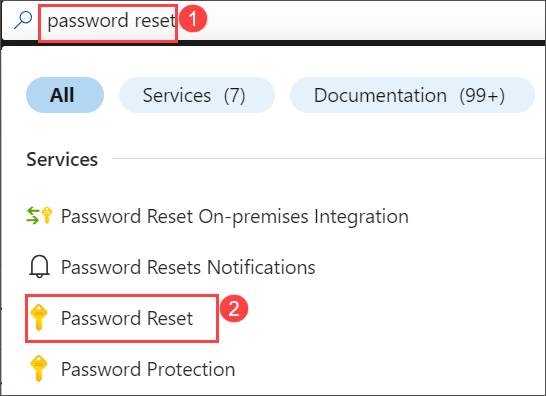 password reset 1
All Services (7) Documentation (99+)
Services
Password Reset On-premises Integration
Password Resets Notifications
Password Reset 2
Password Protection